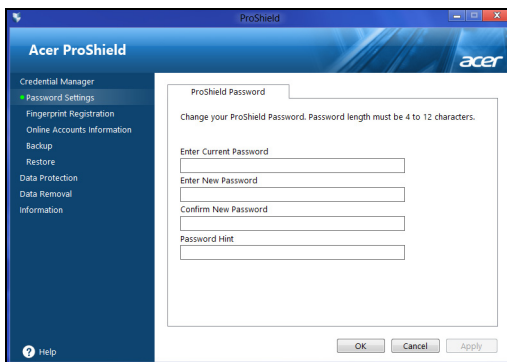 ProShield
Acer ProShield
acer
Credential Manager
Password Settings
Fingerprint Registration
Online Accounts Information
Backup
Restore
Data Protection
Data Removal
Information
Help
ProShield Password
Change your ProShield Password. Password length must be 4 to 12 characters.
Enter Current Password
Enter New Password
Confirm New Password
Password Hint
OK
Cancel
Apply